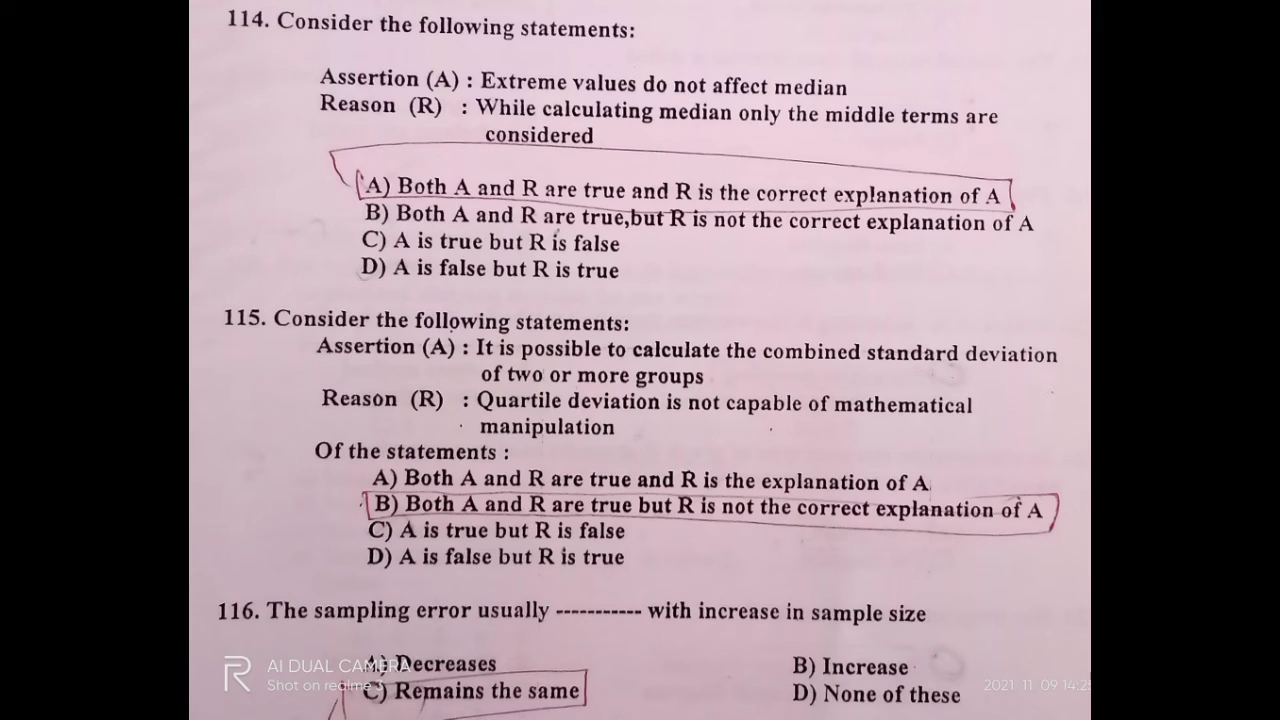 114. Consider the following statements:
Assertion (A) : Extreme values do not affect median
Reason (R) : While calculating median only the middle terms are
considered
A) Both A and R are true and R is the correct explanation of A
B) Both A and R are true,but R is not the correct explanation of A
C) A is true but R is false
D) A is false but R is true
115. Consider the following statements:
Assertion (A) : It is possible to calculate the combined standard deviation
of two or more groups
Reason (R) : Quartile deviation is not capable of mathematical
manipulation
Of the statements :
A) Both A and R are true and R is the explanation of A
B) Both A and R are true but R is not the correct explanation of A
C) A is true but R is false
D) A is false but R is true
116. The sampling error usually ----------- with increase in sample size
A) Decreases B) Increase
C) Remains the same D) None of these
AI DUAL CAMERA
Shot on realme 3
2021 11 09 14:25